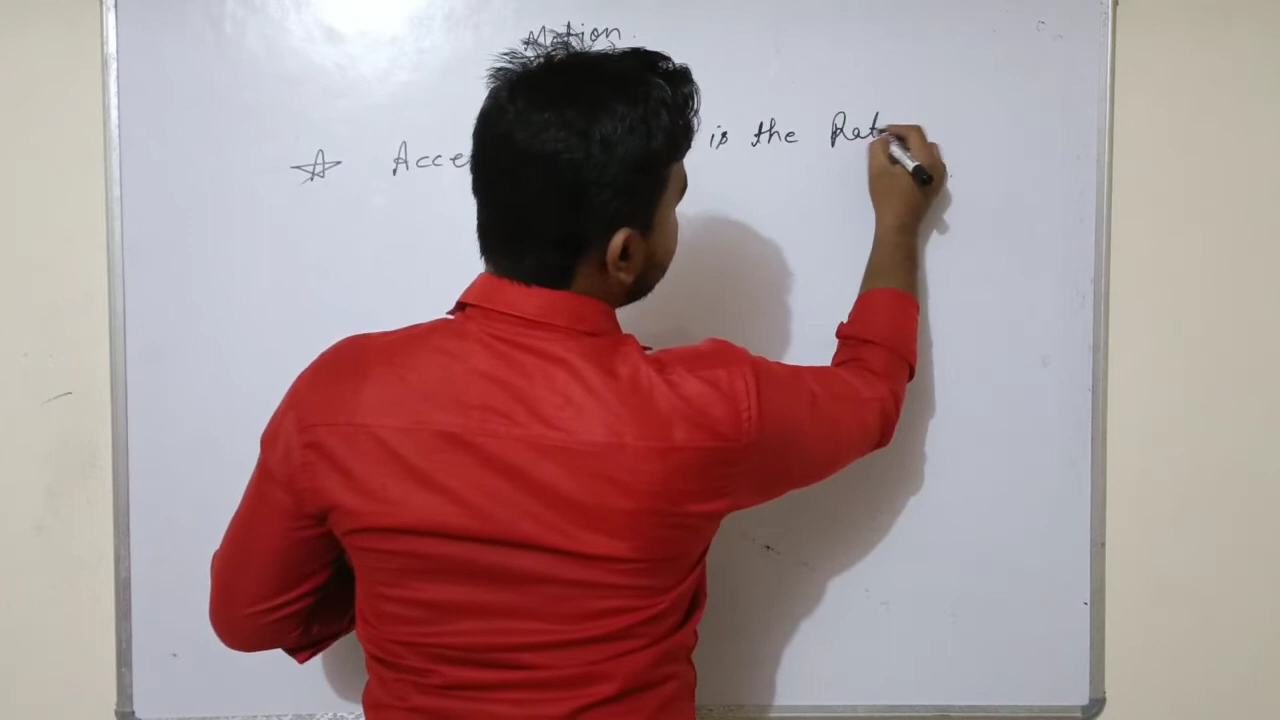 Motion.
Acce is the Rat